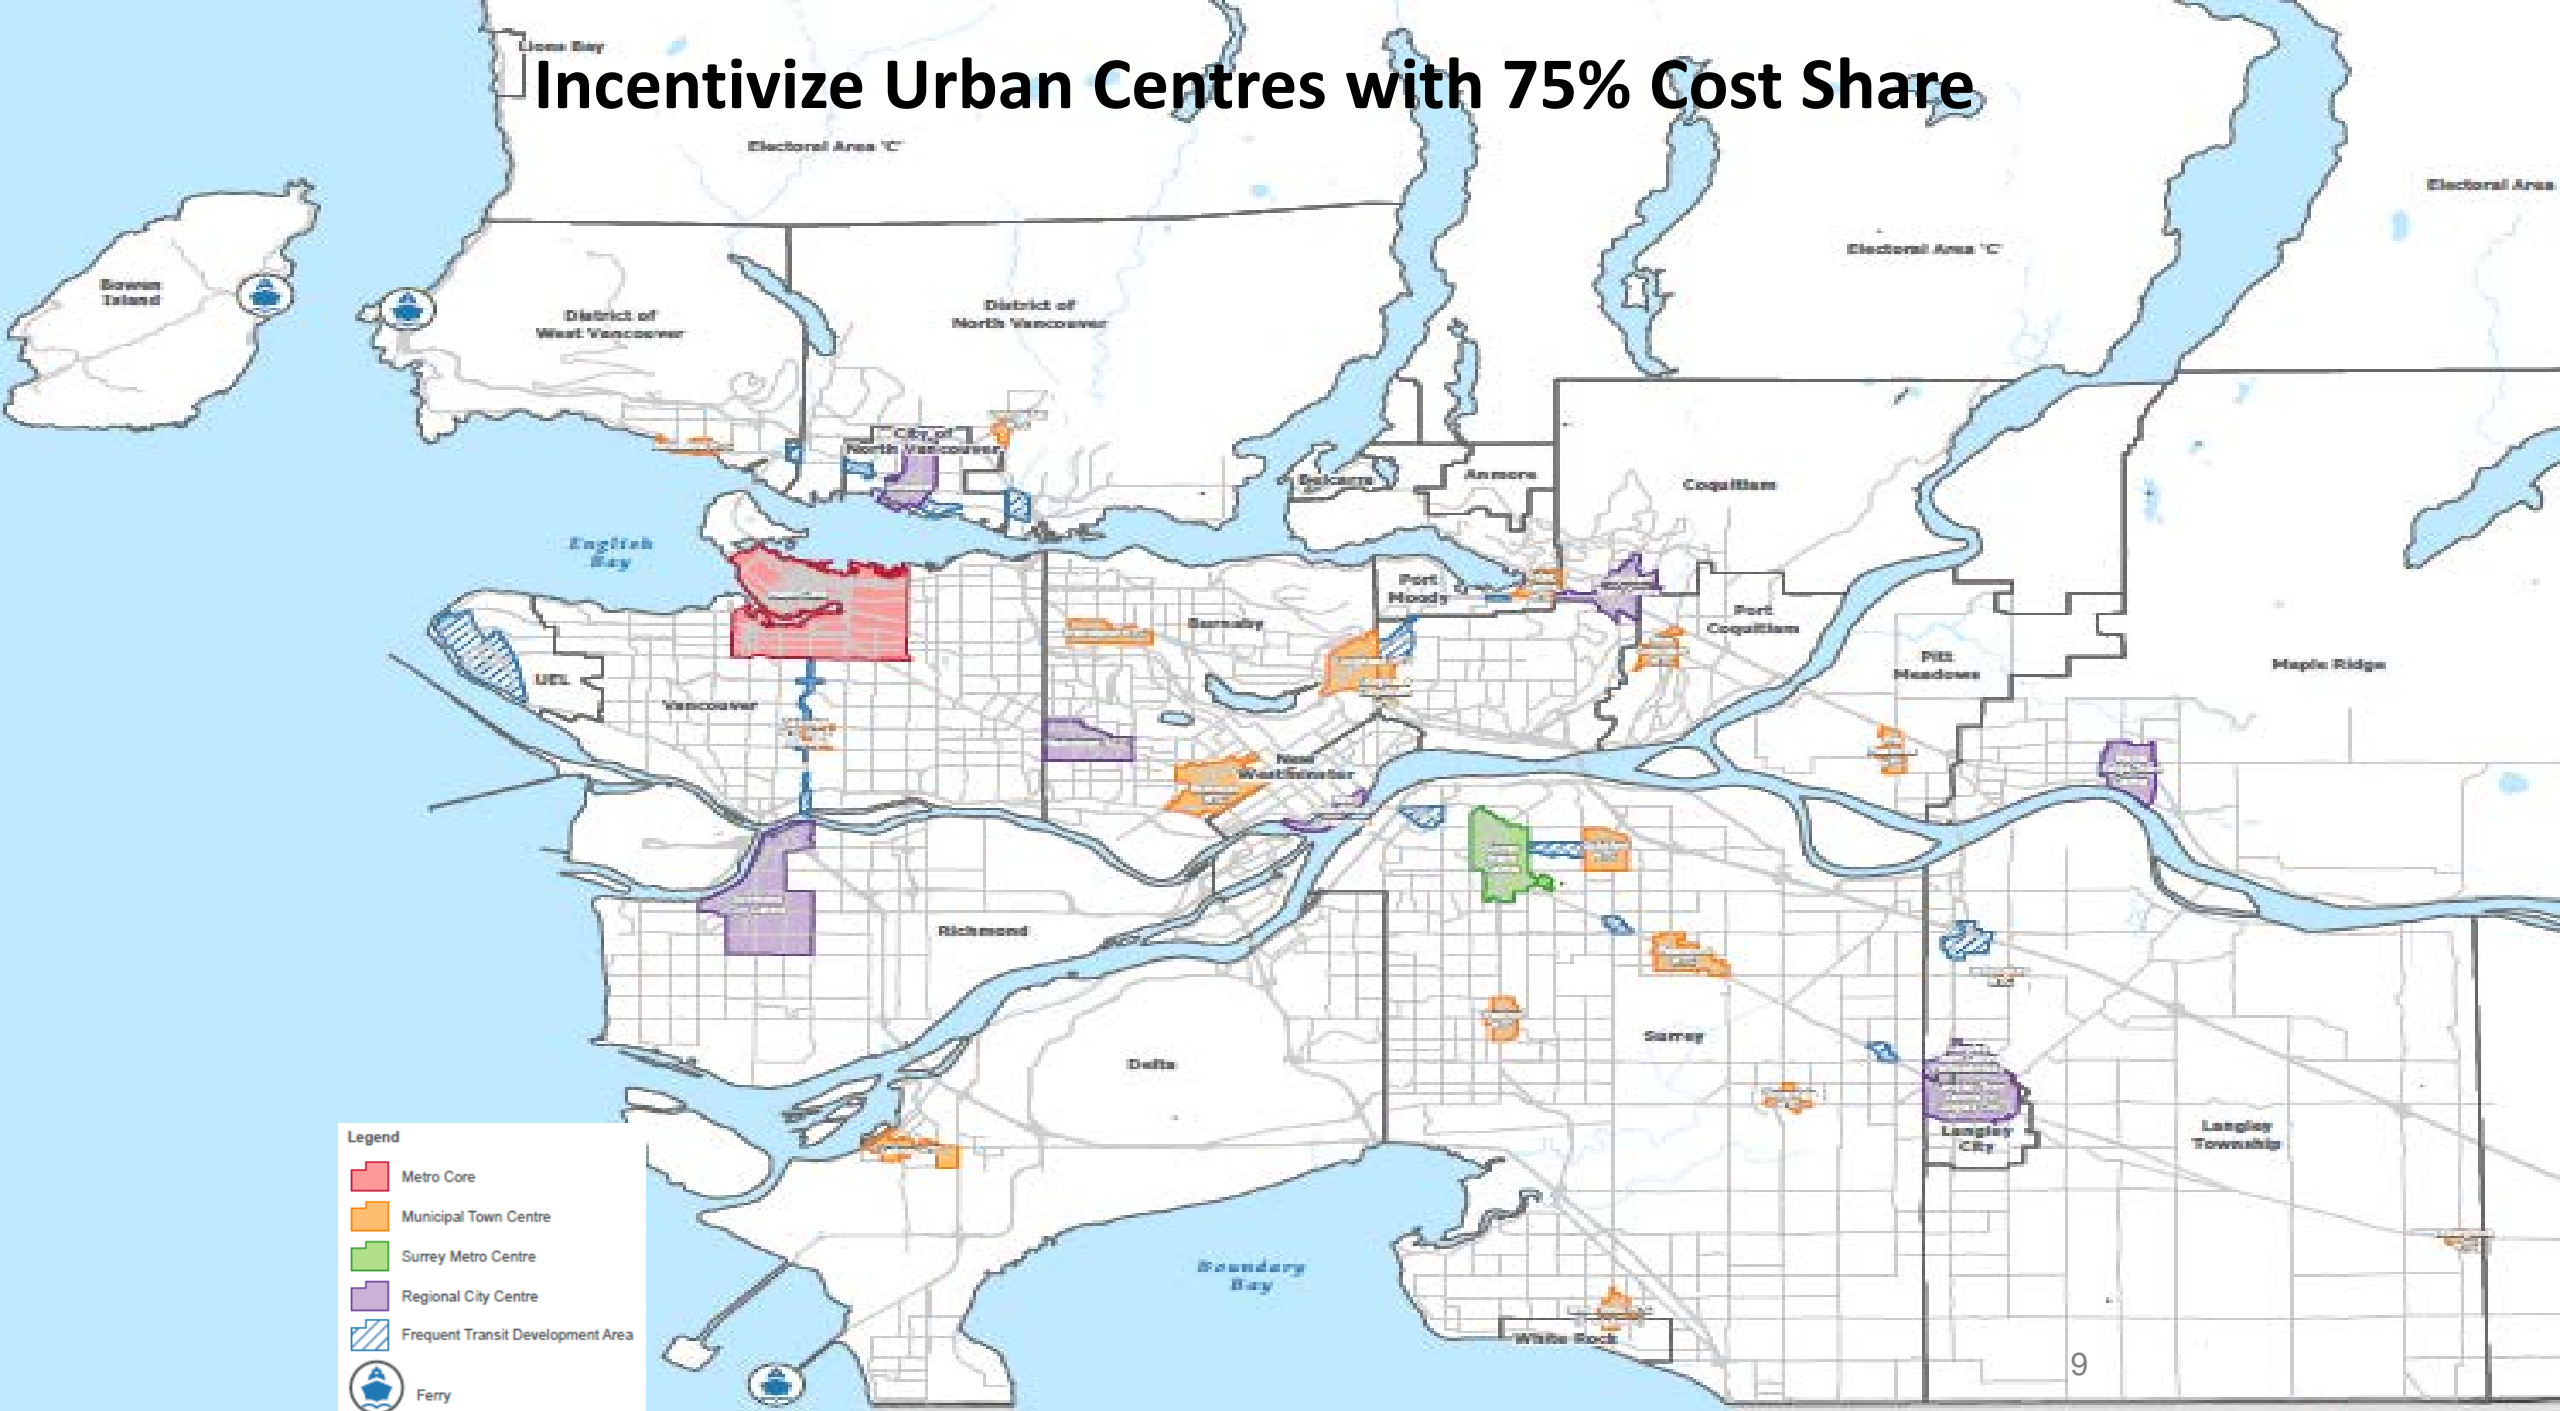 Lions Bay
Incentivize Urban Centres with 75% Cost Share
Electoral Area 'C'
Electoral Area
Electoral Area 'C'
Bowen
Island
District of
West Vancouver
District of
North Vancouver
City of
North Vancouver
Belcarra
Anmore
Coquitlam
English
Bay
Port
Moody
Burnaby
Port
Coquitlam
Pitt
Meadows
Maple Ridge
UEL
Vancouver
New
Westminster
Richmond
Surrey
Delta
Langley
City
Langley
Township
Boundary
Bay
White Rock
Legend
Metro Core
Municipal Town Centre
Surrey Metro Centre
Regional City Centre
Frequent Transit Development Area
Ferry
9